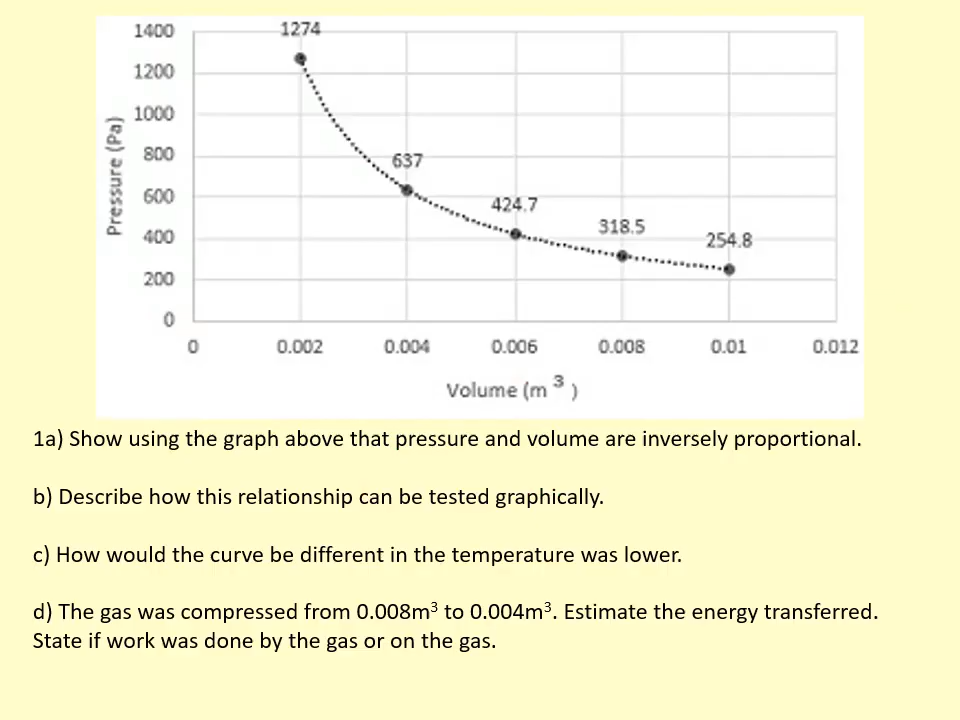 1400
1200
1000
800
600
400
200
0
Pressure (Pa)
1274
637
424.7
318.5
254.8
0 0.002 0.004 0.006 0.008 0.01 0.012
Volume (m ³ )
1a) Show using the graph above that pressure and volume are inversely proportional.
b) Describe how this relationship can be tested graphically.
c) How would the curve be different in the temperature was lower.
d) The gas was compressed from 0.008m³ to 0.004m³. Estimate the energy transferred.
State if work was done by the gas or on the gas.